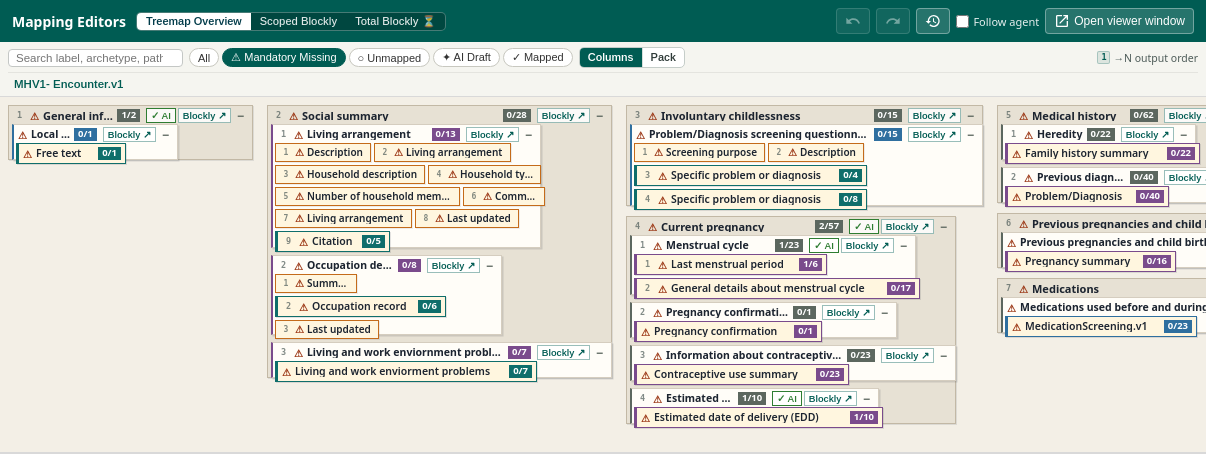 Mapping Editors Treemap Overview Scoped Blockly Total Blockly ⏳ Follow agent Open viewer window
Search label, archetype, path All ⚠ Mandatory Missing ○ Unmapped ✦ AI Draft ✓ Mapped Columns Pack 1 →N output order
MHV1- Encounter.v1
1 ⚠ General inf... 1/2 ✓ AI Blockly ↗ −
⚠ Local ... 0/1 Blockly ↗ −
⚠ Free text 0/1
2 ⚠ Social summary 0/28 Blockly ↗ −
1 ⚠ Living arrangement 0/13 Blockly ↗ −
1 ⚠ Description 2 ⚠ Living arrangement
3 ⚠ Household description 4 ⚠ Household ty...
5 ⚠ Number of household mem... 6 ⚠ Comm...
7 ⚠ Living arrangement 8 ⚠ Last updated
9 ⚠ Citation 0/5
2 ⚠ Occupation de... 0/8 Blockly ↗ −
1 ⚠ Summ...
2 ⚠ Occupation record 0/6
3 ⚠ Last updated
3 ⚠ Living and work enviornment probl... 0/7 Blockly ↗ −
⚠ Living and work enviorment problems 0/7
3 ⚠ Involuntary childlessness 0/15 Blockly ↗ −
⚠ Problem/Diagnosis screening questionn... 0/15 Blockly ↗ −
1 ⚠ Screening purpose 2 ⚠ Description
3 ⚠ Specific problem or diagnosis 0/4
4 ⚠ Specific problem or diagnosis 0/8
4 ⚠ Current pregnancy 2/57 ✓ AI Blockly ↗ −
1 ⚠ Menstrual cycle 1/23 ✓ AI Blockly ↗ −
1 ⚠ Last menstrual period 1/6
2 ⚠ General details about menstrual cycle 0/17
2 ⚠ Pregnancy confirmati... 0/1 Blockly ↗ −
⚠ Pregnancy confirmation 0/1
3 ⚠ Information about contraceptiv... 0/23 Blockly ↗ −
⚠ Contraceptive use summary 0/23
4 ⚠ Estimated ... 1/10 ✓ AI Blockly ↗ −
⚠ Estimated date of delivery (EDD) 1/10
5 ⚠ Medical history 0/62 Blockly
1 ⚠ Heredity 0/22 Blockly ↗ −
⚠ Family history summary 0/22
2 ⚠ Previous diagn... 0/40 Blockly
⚠ Problem/Diagnosis 0/40
6 ⚠ Previous pregnancies and child
⚠ Previous pregnancies and child birt
⚠ Pregnancy summary 0/16
7 ⚠ Medications
⚠ Medications used before and during
⚠ MedicationScreening.v1 0/23